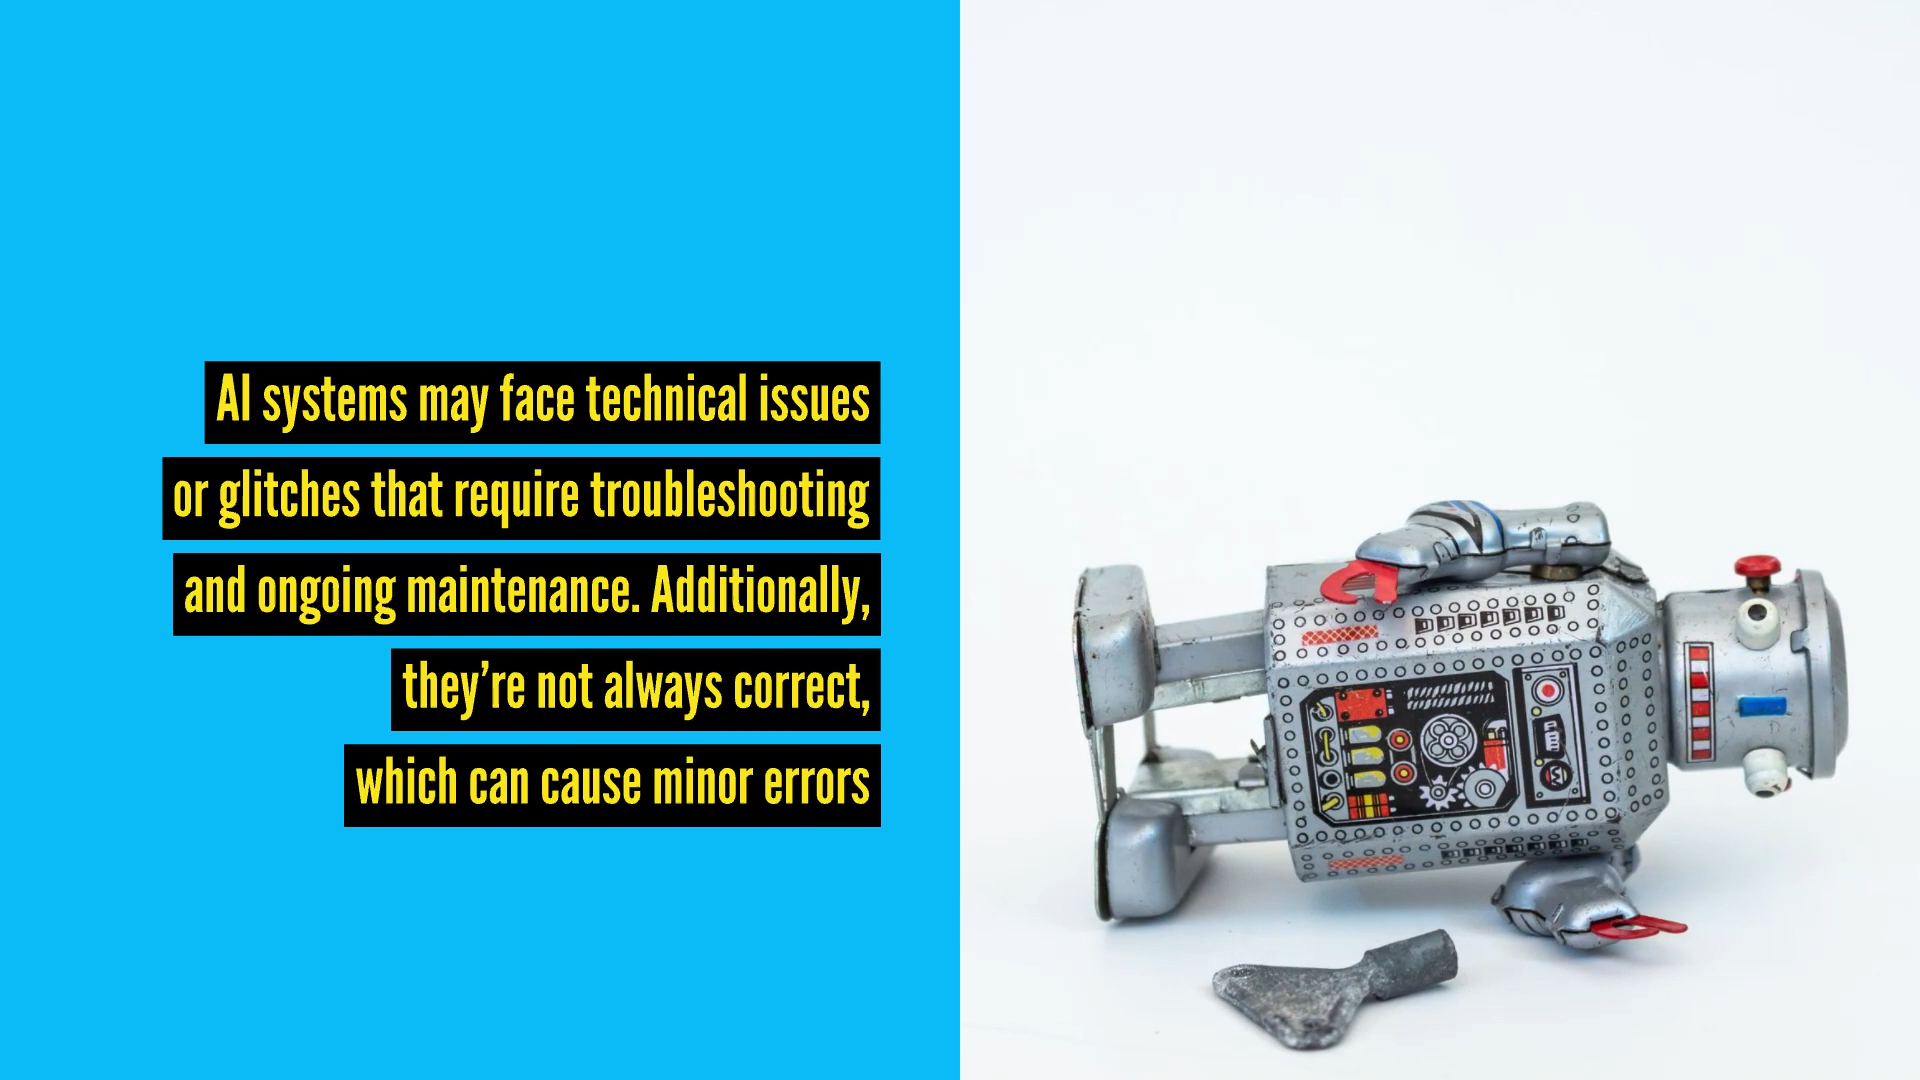 AI systems may face technical issues
or glitches that require troubleshooting
and ongoing maintenance. Additionally,
they’re not always correct,
which can cause minor errors